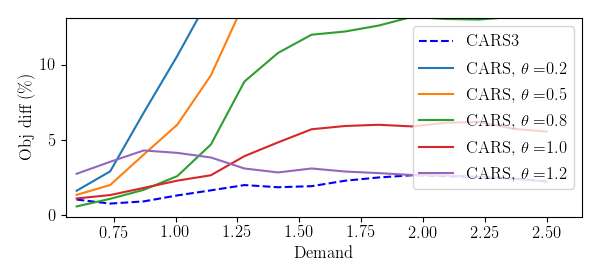 Obj diff (%)
10
5
0
CARS3
CARS, θ =0.2
CARS, θ =0.5
CARS, θ =0.8
CARS, θ =1.0
CARS, θ =1.2
0.75 1.00 1.25 1.50 1.75 2.00 2.25 2.50
Demand